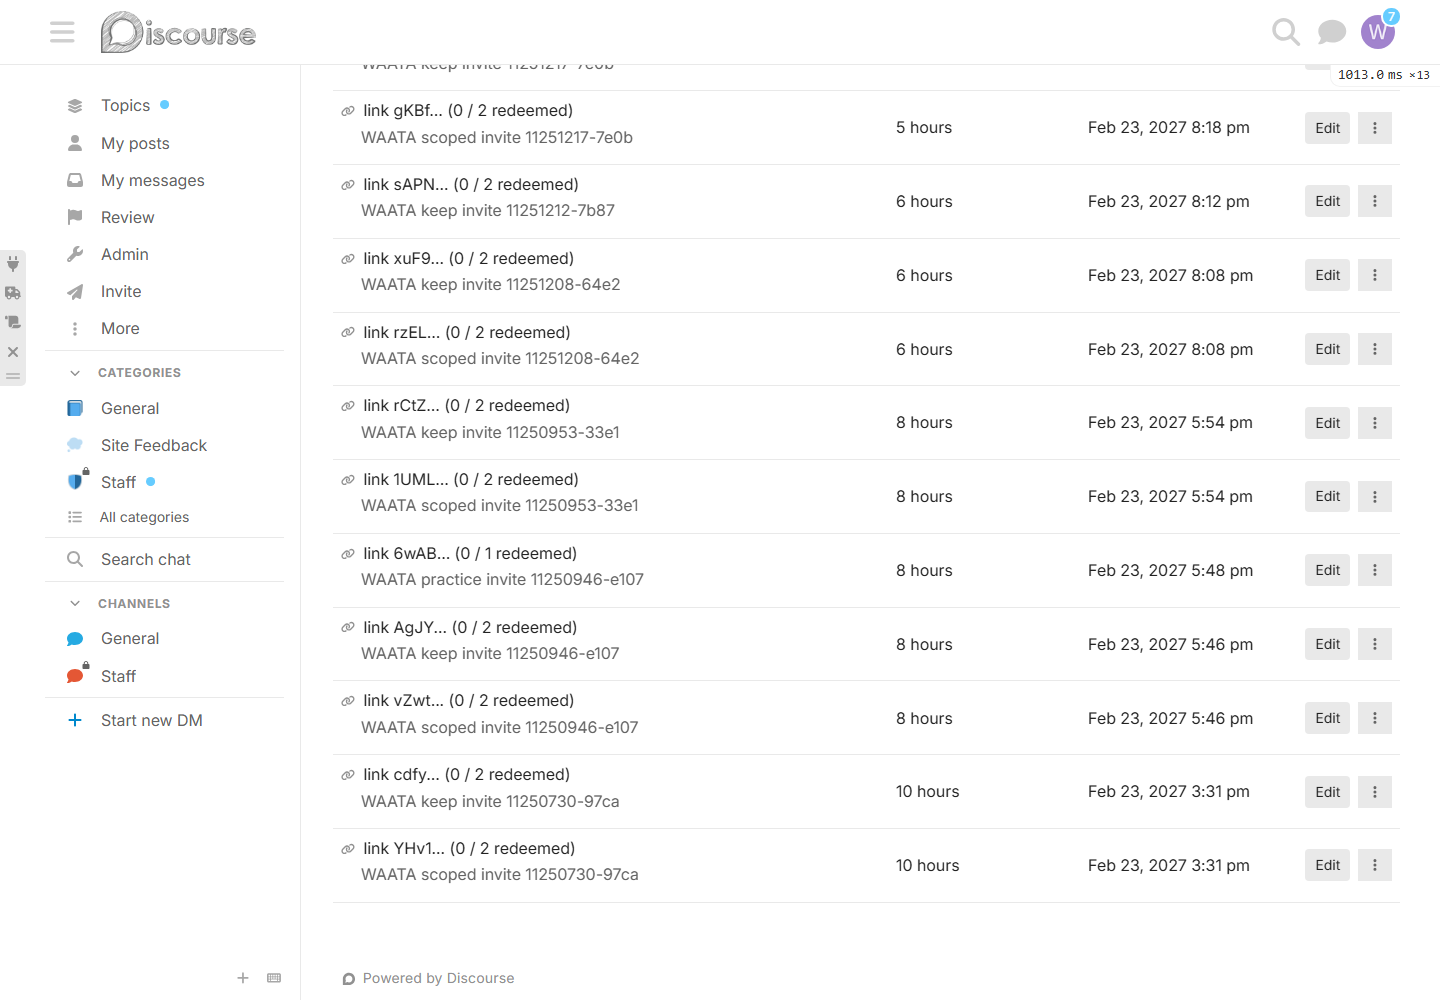 Discourse
7
W
1013.0 ms ×13
WAATA keep invite 11251217-7e0b
Topics
My posts
My messages
Review
Admin
Invite
More
CATEGORIES
General
Site Feedback
Staff
All categories
Search chat
CHANNELS
General
Staff
Start new DM
link gKBf... (0 / 2 redeemed)
WAATA scoped invite 11251217-7e0b
5 hours
Feb 23, 2027 8:18 pm
Edit
link sAPN... (0 / 2 redeemed)
WAATA keep invite 11251212-7b87
6 hours
Feb 23, 2027 8:12 pm
Edit
link xuF9... (0 / 2 redeemed)
WAATA keep invite 11251208-64e2
6 hours
Feb 23, 2027 8:08 pm
Edit
link rzEL... (0 / 2 redeemed)
WAATA scoped invite 11251208-64e2
6 hours
Feb 23, 2027 8:08 pm
Edit
link rCtZ... (0 / 2 redeemed)
WAATA keep invite 11250953-33e1
8 hours
Feb 23, 2027 5:54 pm
Edit
link 1UML... (0 / 2 redeemed)
WAATA scoped invite 11250953-33e1
8 hours
Feb 23, 2027 5:54 pm
Edit
link 6wAB... (0 / 1 redeemed)
WAATA practice invite 11250946-e107
8 hours
Feb 23, 2027 5:48 pm
Edit
link AgJY... (0 / 2 redeemed)
WAATA keep invite 11250946-e107
8 hours
Feb 23, 2027 5:46 pm
Edit
link vZwt... (0 / 2 redeemed)
WAATA scoped invite 11250946-e107
8 hours
Feb 23, 2027 5:46 pm
Edit
link cdfy... (0 / 2 redeemed)
WAATA keep invite 11250730-97ca
10 hours
Feb 23, 2027 3:31 pm
Edit
link YHv1... (0 / 2 redeemed)
WAATA scoped invite 11250730-97ca
10 hours
Feb 23, 2027 3:31 pm
Edit
Powered by Discourse